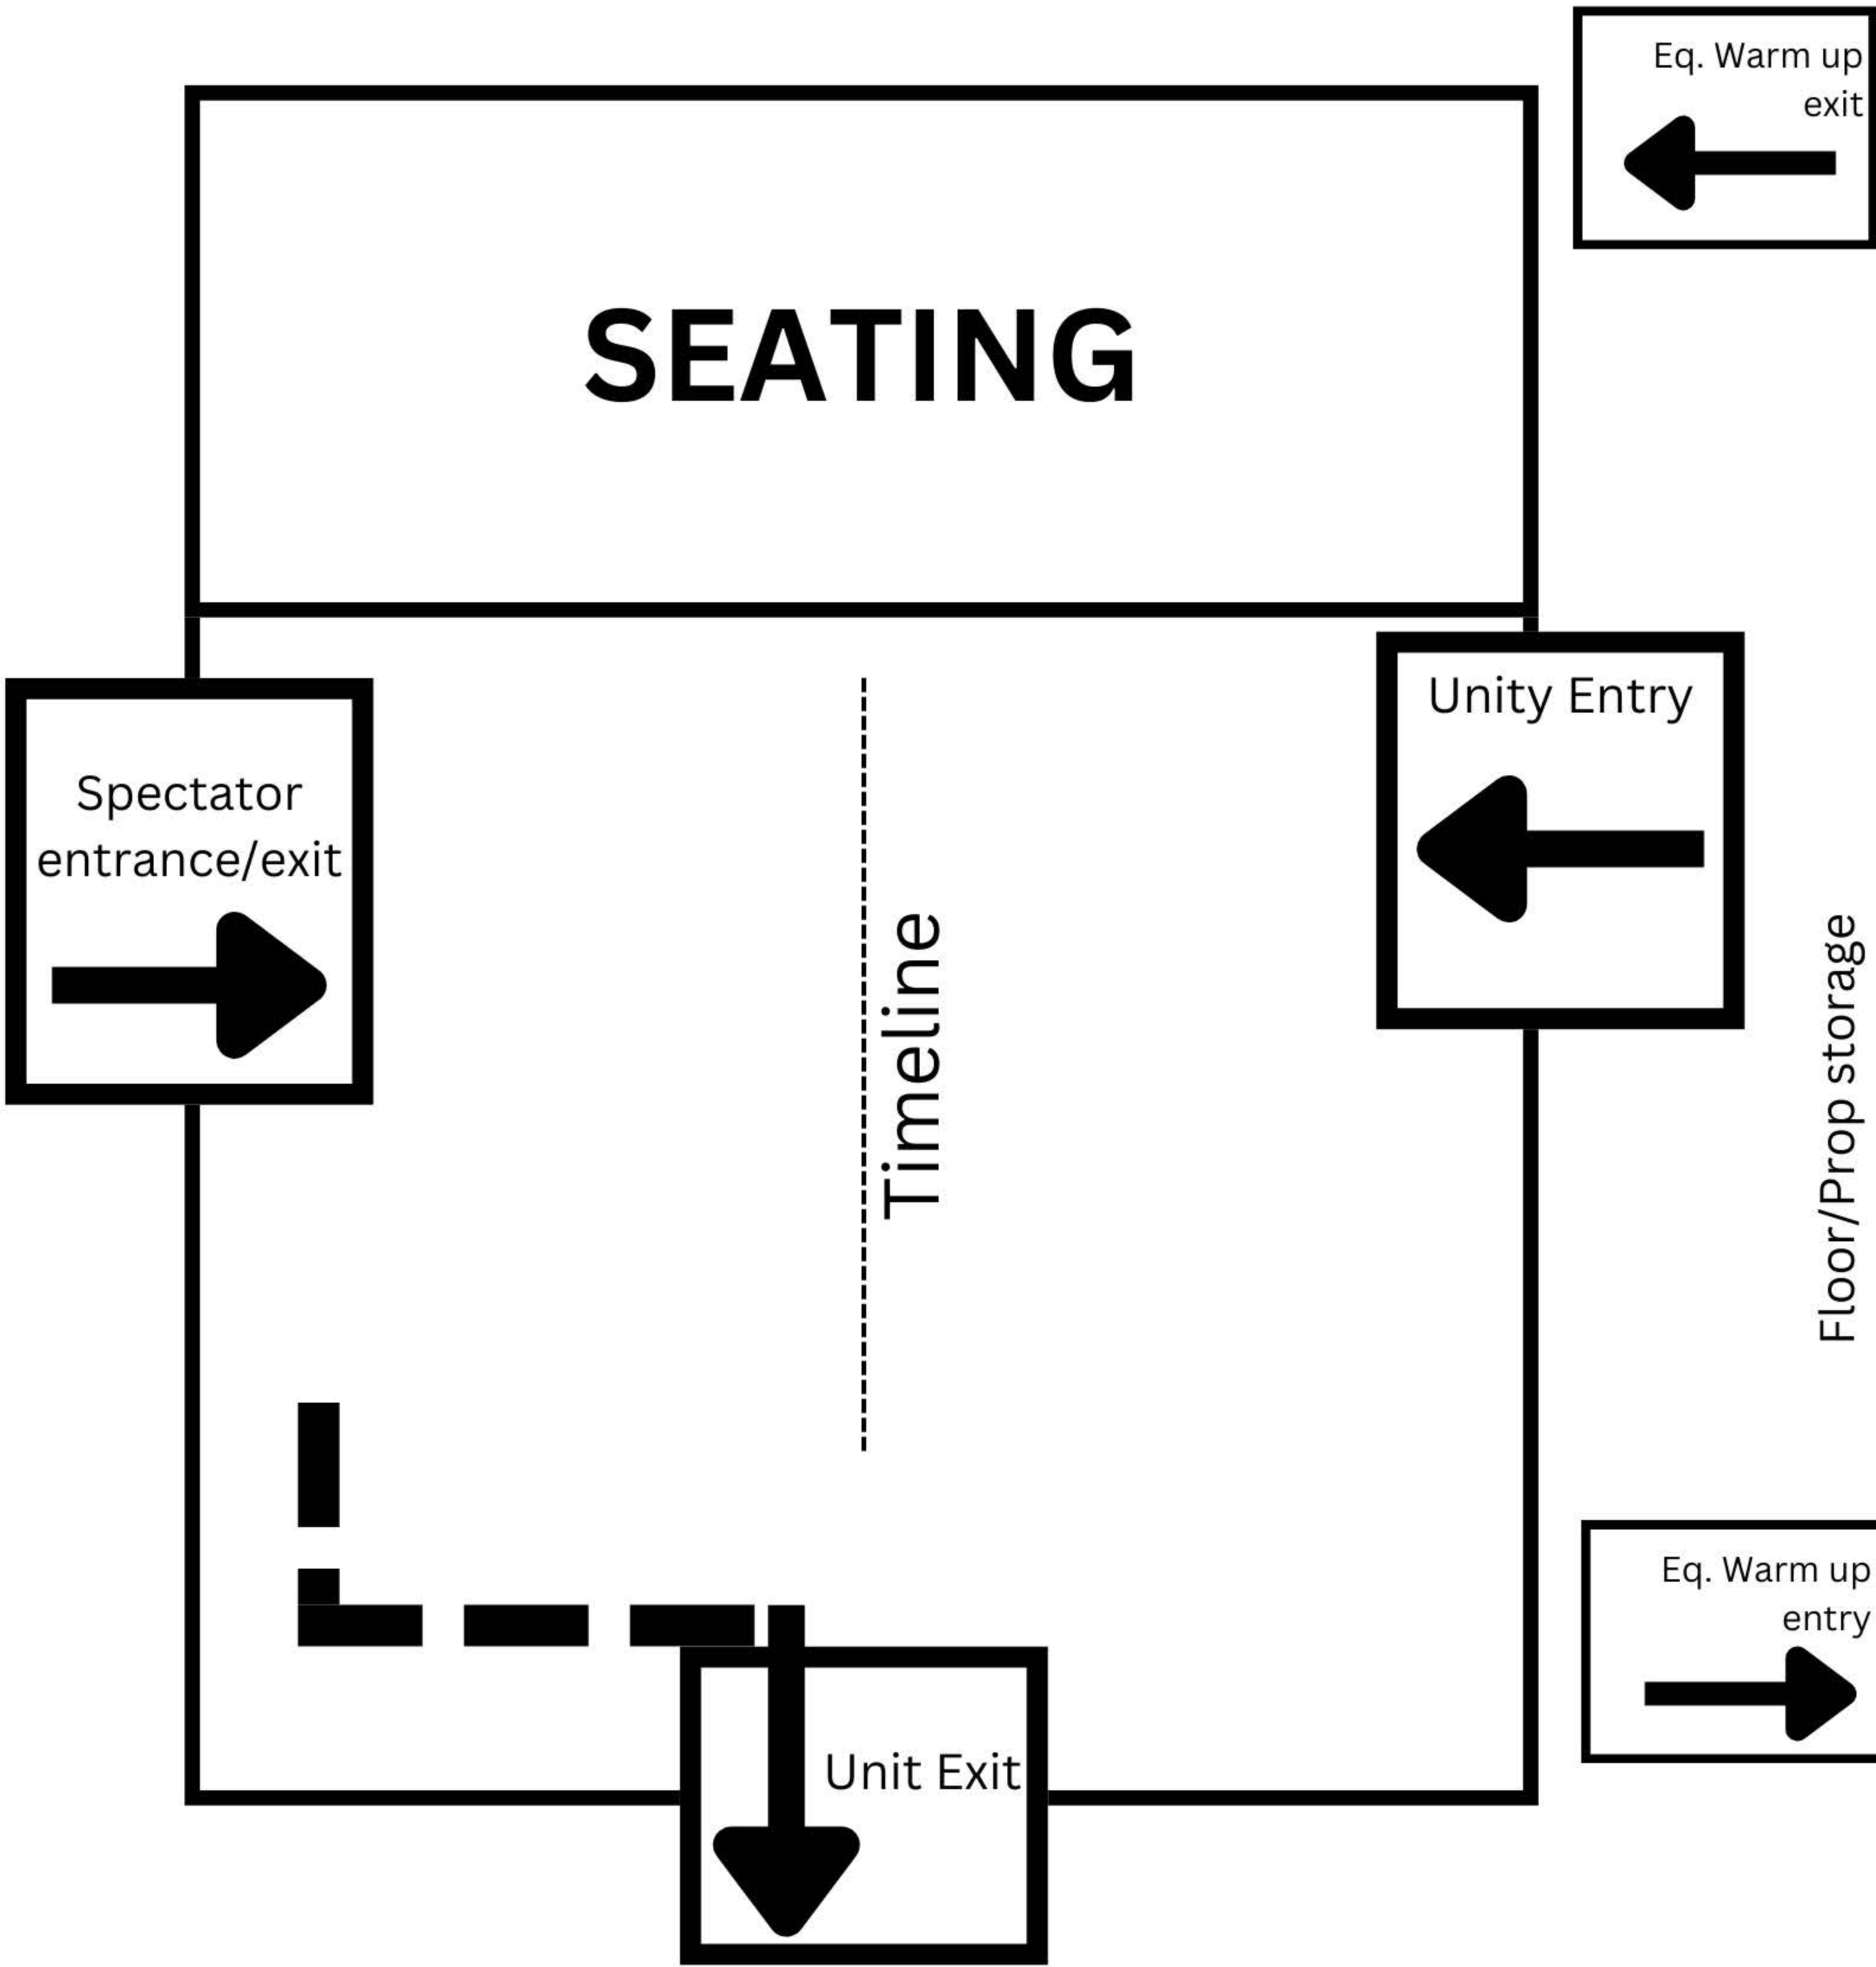 Eq. Warm up
exit
SEATING
Unity Entry
Spectator
entrance/exit
Timeline
Floor/Prop storage
Eq. Warm up
entry
Unit Exit